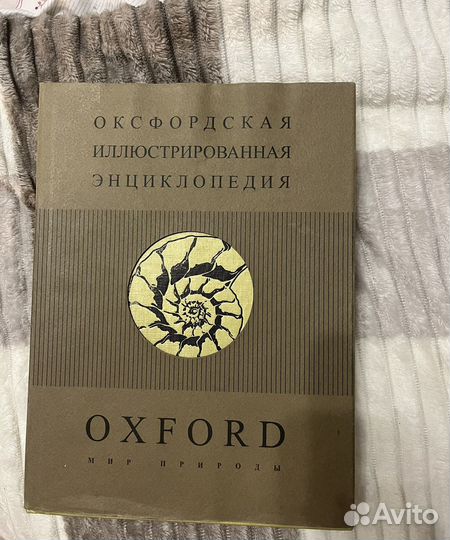 ОКСФОРДСКАЯ
ИЛЛЮСТРИРОВАННАЯ
ЭНЦИКЛОПЕДИЯ
OXFORD
МИР ПРИРОДЫ
Avito